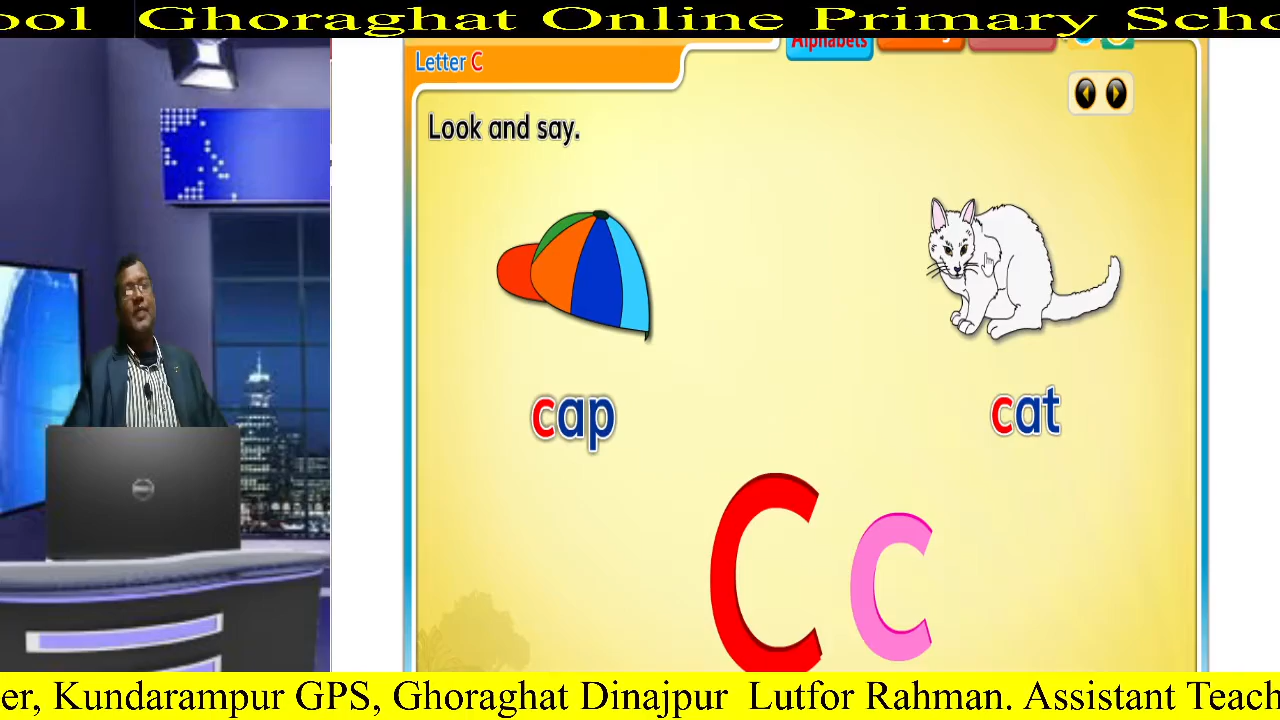 ool Ghoraghat Online Primary Scho
Alphabets
Letter C
Look and say.
cap
cat
C c
DELL
er, Kundarampur GPS, Ghoraghat Dinajpur Lutfor Rahman. Assistant Teach